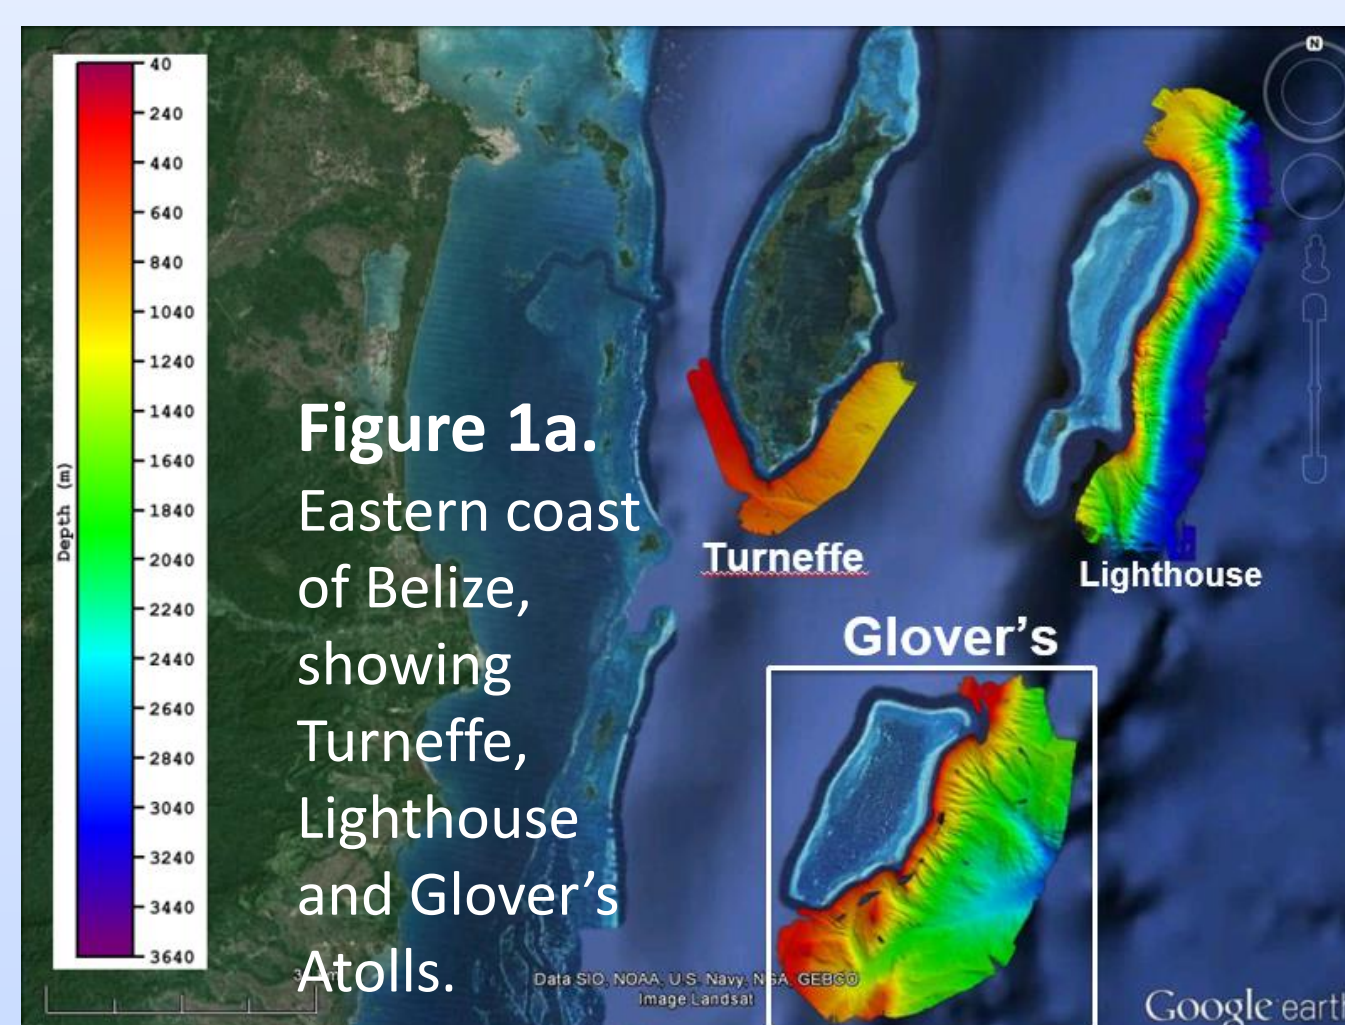 40
240
440
640
840
1040
1240
1440
1640
1840
2040
2240
2440
2640
2840
3040
3240
3440
3640
Depth (m)
N
Figure 1a.
Eastern coast
of Belize,
showing
Turneffe,
Lighthouse
and Glover's
Atolls.
Turneffe
Lighthouse
Glover's
Data SIO, NOAA, U.S. Navy, NGA, GEBCO
Image Landsat
Google earth